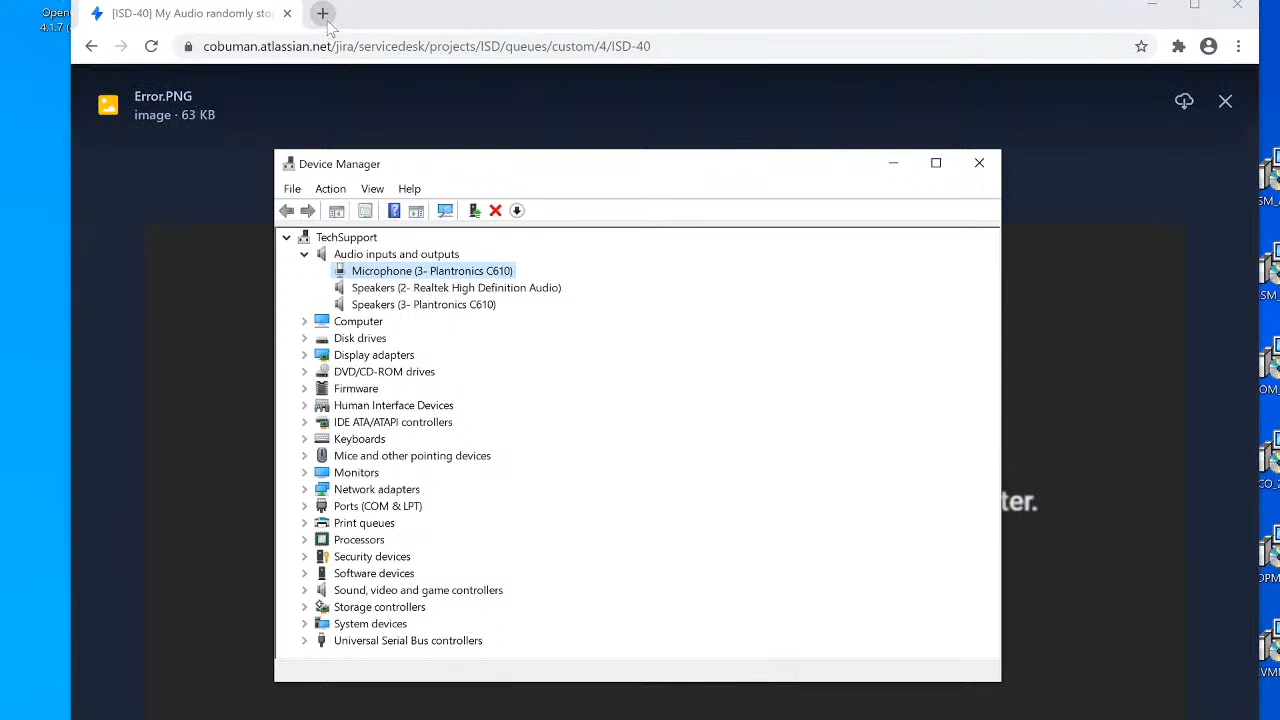 Open
4.1.7
[ISD-40] My Audio randomly sto
cobuman.atlassian.net/jira/servicedesk/projects/ISD/queues/custom/4/ISD-40
Error.PNG
image · 63 KB
Device Manager
File Action View Help
TechSupport
Audio inputs and outputs
Microphone (3- Plantronics C610)
Speakers (2- Realtek High Definition Audio)
Speakers (3- Plantronics C610)
Computer
Disk drives
Display adapters
DVD/CD-ROM drives
Firmware
Human Interface Devices
IDE ATA/ATAPI controllers
Keyboards
Mice and other pointing devices
Monitors
Network adapters
Ports (COM & LPT)
Print queues
Processors
Security devices
Software devices
Sound, video and game controllers
Storage controllers
System devices
Universal Serial Bus controllers
ter.